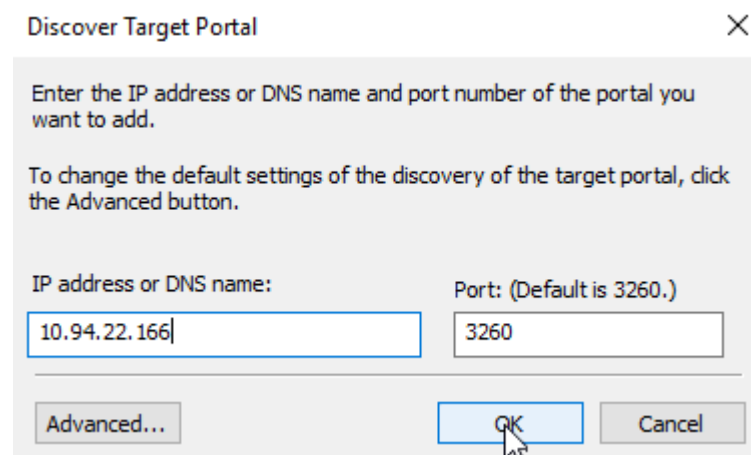 Discover Target Portal
Enter the IP address or DNS name and port number of the portal you
want to add.
To change the default settings of the discovery of the target portal, click
the Advanced button.
IP address or DNS name:
Port: (Default is 3260.)
10.94.22.166
3260
Advanced...
OK
Cancel